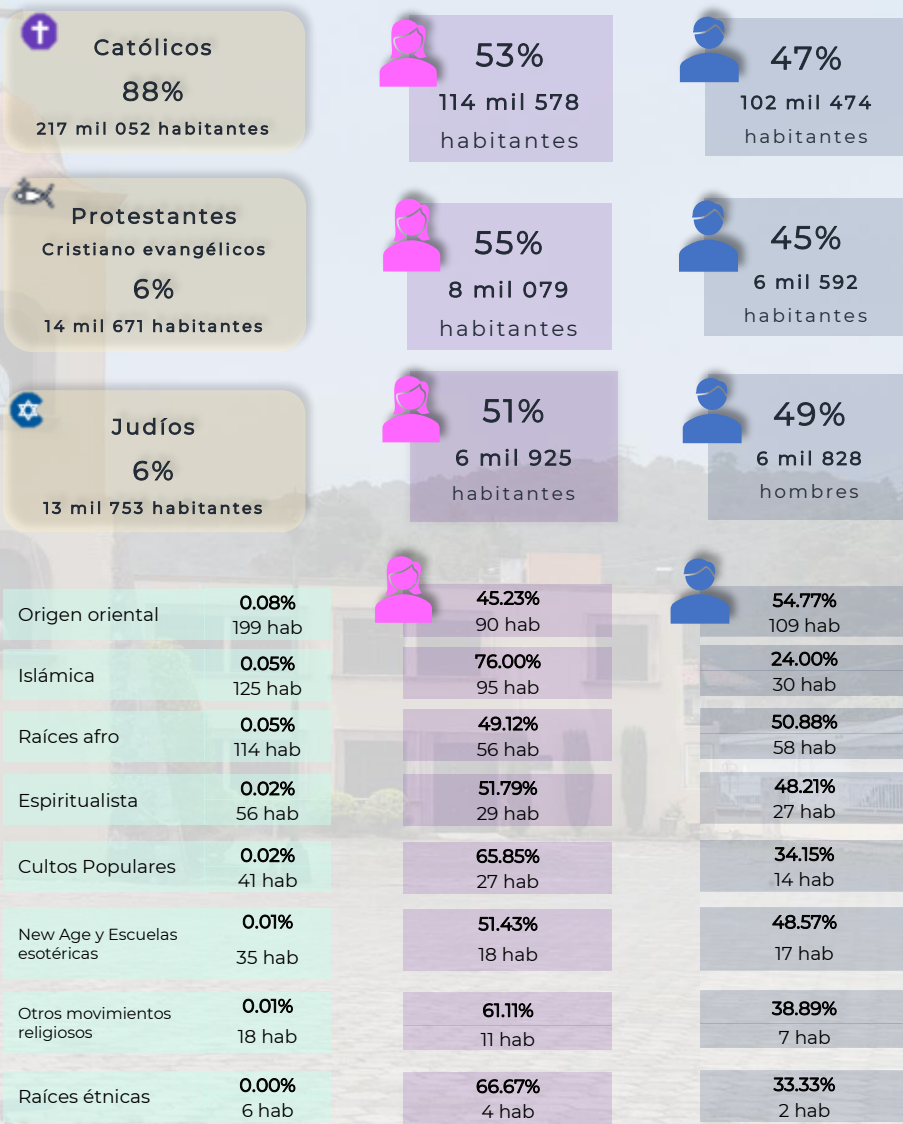 Católicos
88%
217 mil 052 habitantes
53%
114 mil 578
habitantes
47%
102 mil 474
habitantes
Protestantes
Cristiano evangélicos
6%
14 mil 671 habitantes
55%
8 mil 079
habitantes
45%
6 mil 592
habitantes
Judíos
6%
13 mil 753 habitantes
51%
6 mil 925
habitantes
49%
6 mil 828
hombres
Origen oriental
0.08%
199 hab
45.23%
90 hab
54.77%
109 hab
Islámica
0.05%
125 hab
76.00%
95 hab
24.00%
30 hab
Raíces afro
0.05%
114 hab
49.12%
56 hab
50.88%
58 hab
Espiritualista
0.02%
56 hab
51.79%
29 hab
48.21%
27 hab
Cultos Populares
0.02%
41 hab
65.85%
27 hab
34.15%
14 hab
New Age y Escuelas
esotéricas
0.01%
35 hab
51.43%
18 hab
48.57%
17 hab
Otros movimientos
religiosos
0.01%
18 hab
61.11%
11 hab
38.89%
7 hab
Raíces étnicas
0.00%
6 hab
66.67%
4 hab
33.33%
2 hab